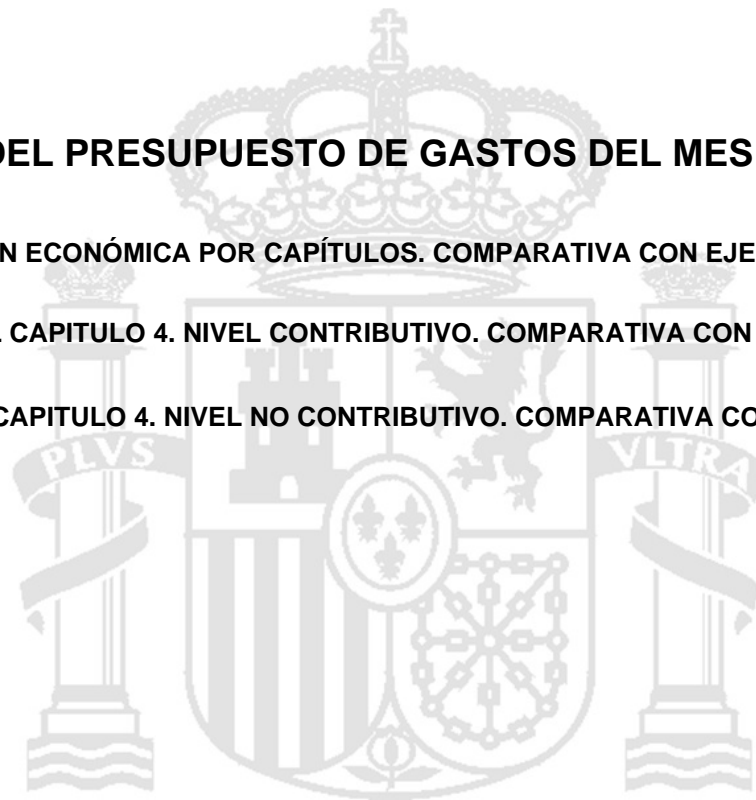 DEL PRESUPUESTO DE GASTOS DEL MES
N ECONÓMICA POR CAPÍTULOS. COMPARATIVA CON EJE
. CAPITULO 4. NIVEL CONTRIBUTIVO. COMPARATIVA CON
CAPITULO 4. NIVEL NO CONTRIBUTIVO. COMPARATIVA CO
PLVS VLTRA